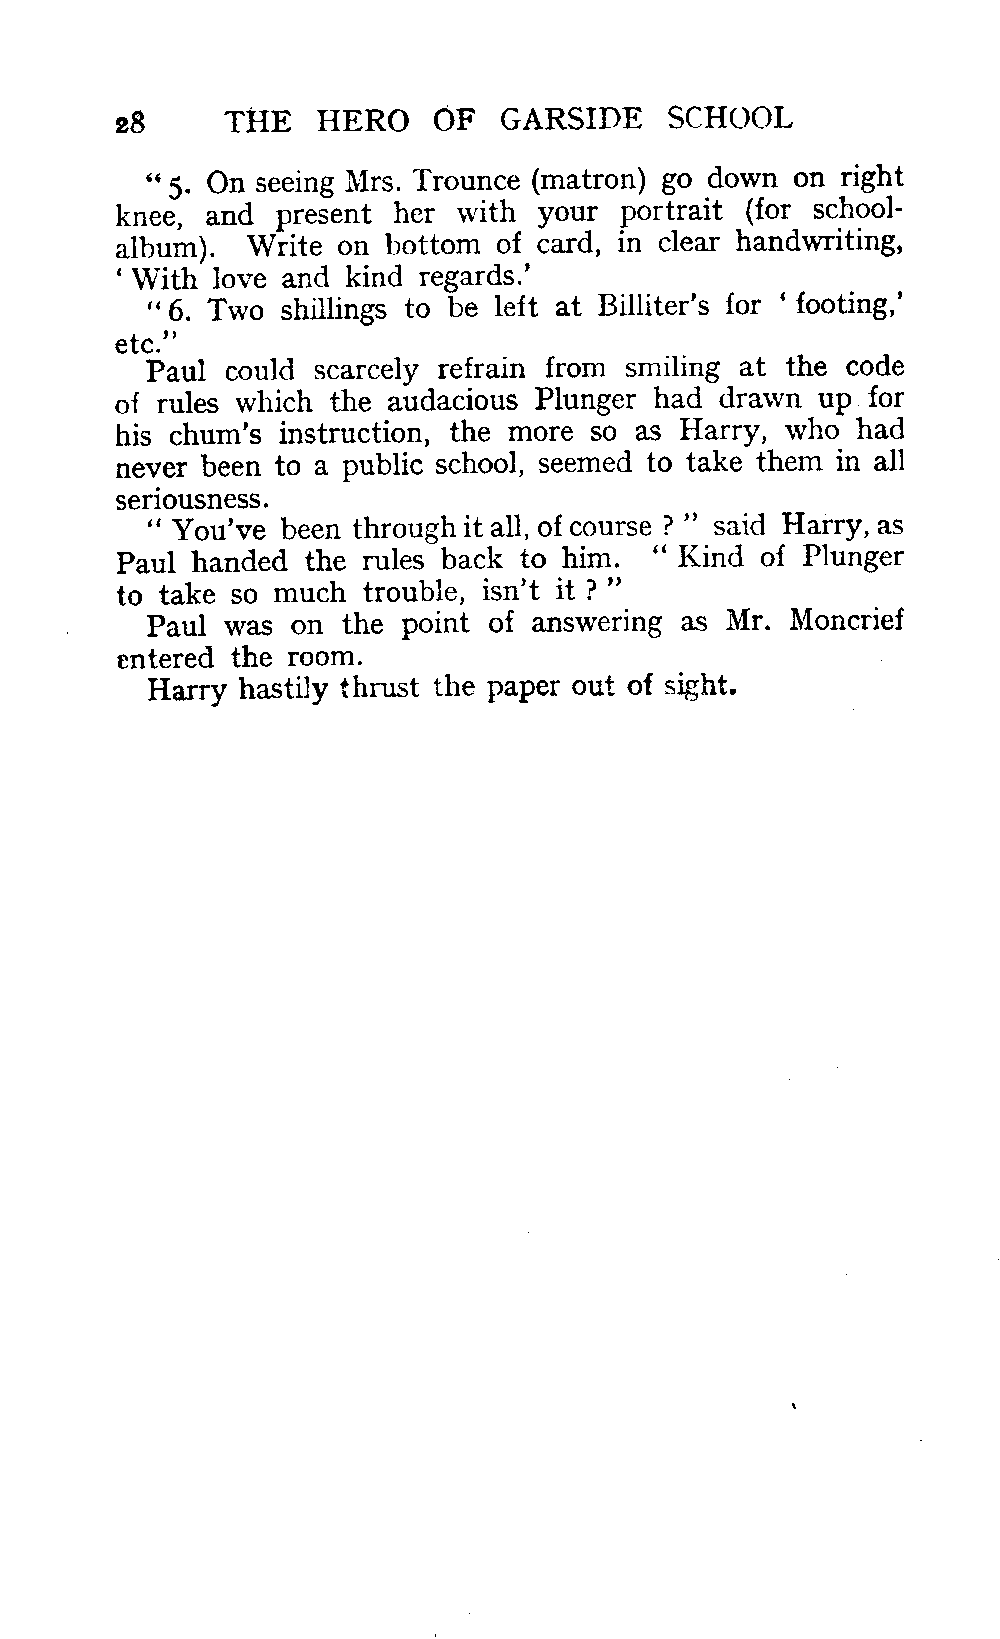 28 THE HERO OF GARSIDE SCHOOL
“ 5. On seeing Mrs. Trounce (matron) go down on right
knee, and present her with your portrait (for school-
album). Write on bottom of card, in clear handwriting,
‘ With love and kind regards.’
“ 6. Two shillings to be left at Billiter's for ‘ footing,’
etc.”
Paul could scarcely refrain from smiling at the code
of rules which the audacious Plunger had drawn up for
his chum's instruction, the more so as Harry, who had
never been to a public school, seemed to take them in all
seriousness.
“ You've been through it all, of course ? ” said Harry, as
Paul handed the rules back to him. “ Kind of Plunger
to take so much trouble, isn't it ? ”
Paul was on the point of answering as Mr. Moncrief
entered the room.
Harry hastily thrust the paper out of sight.